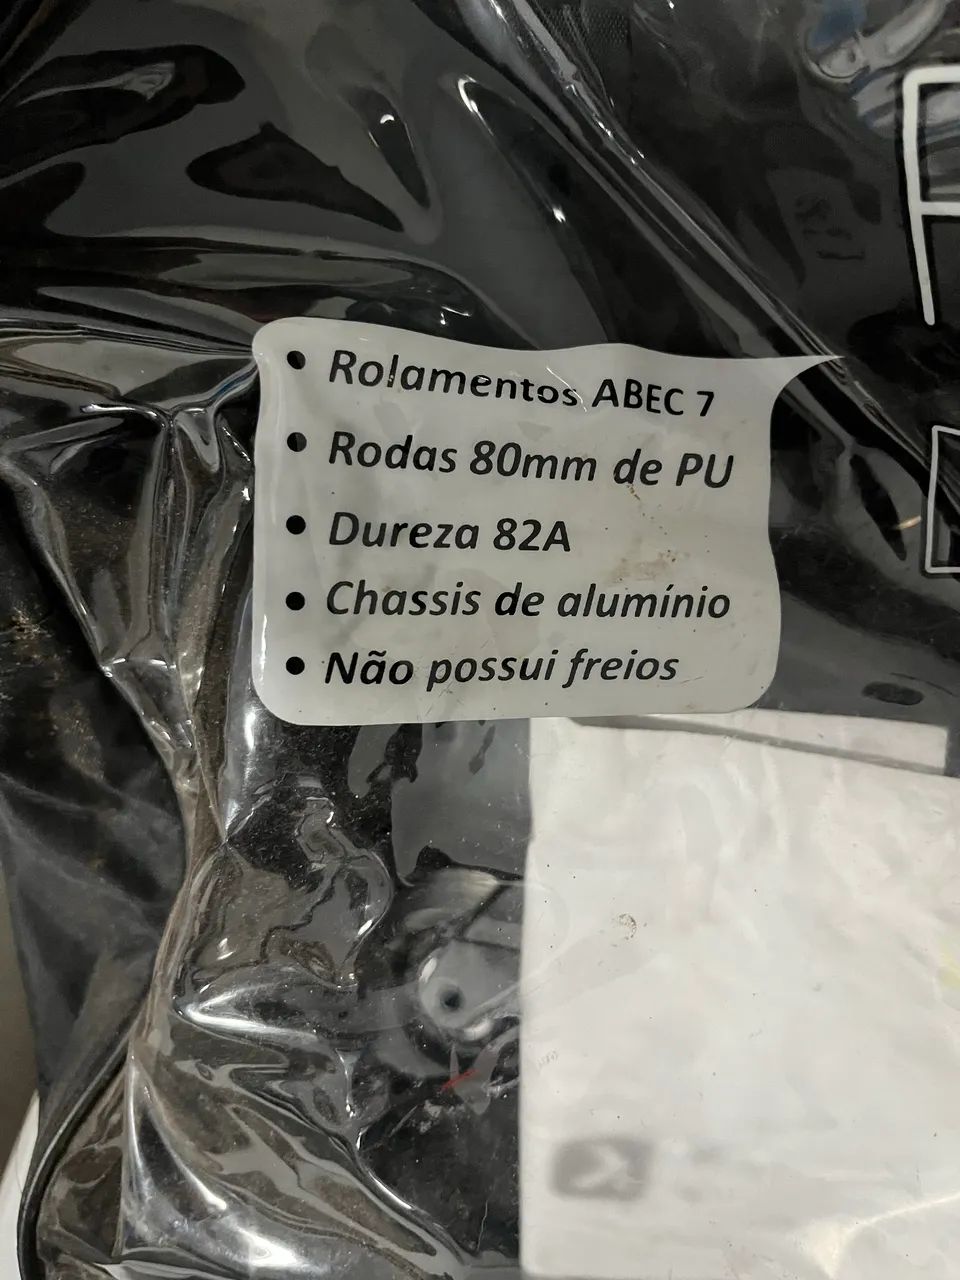 • Rolamentos ABEC 7
• Rodas 80mm de PU
• Dureza 82A
• Chassis de alumínio
• Não possui freios